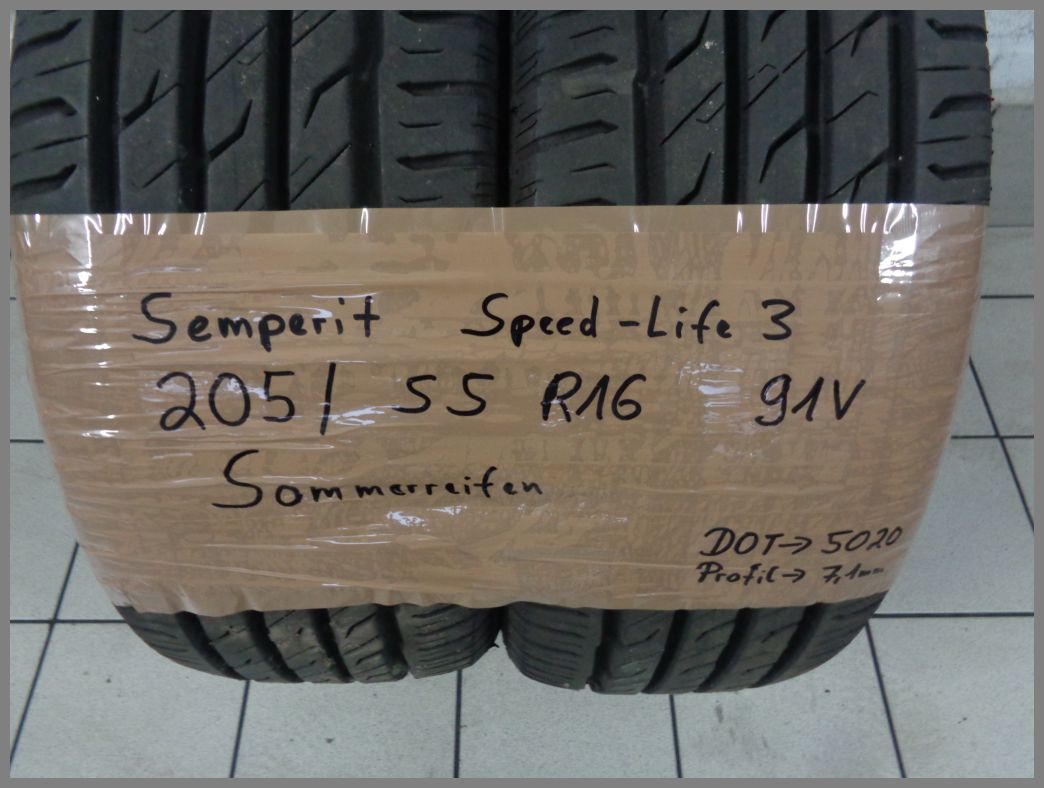 Semperit Speed-Life 3
205/ 55 R16 91V
Sommerreifen
DOT→ 5020
Profil→ 7,1mm